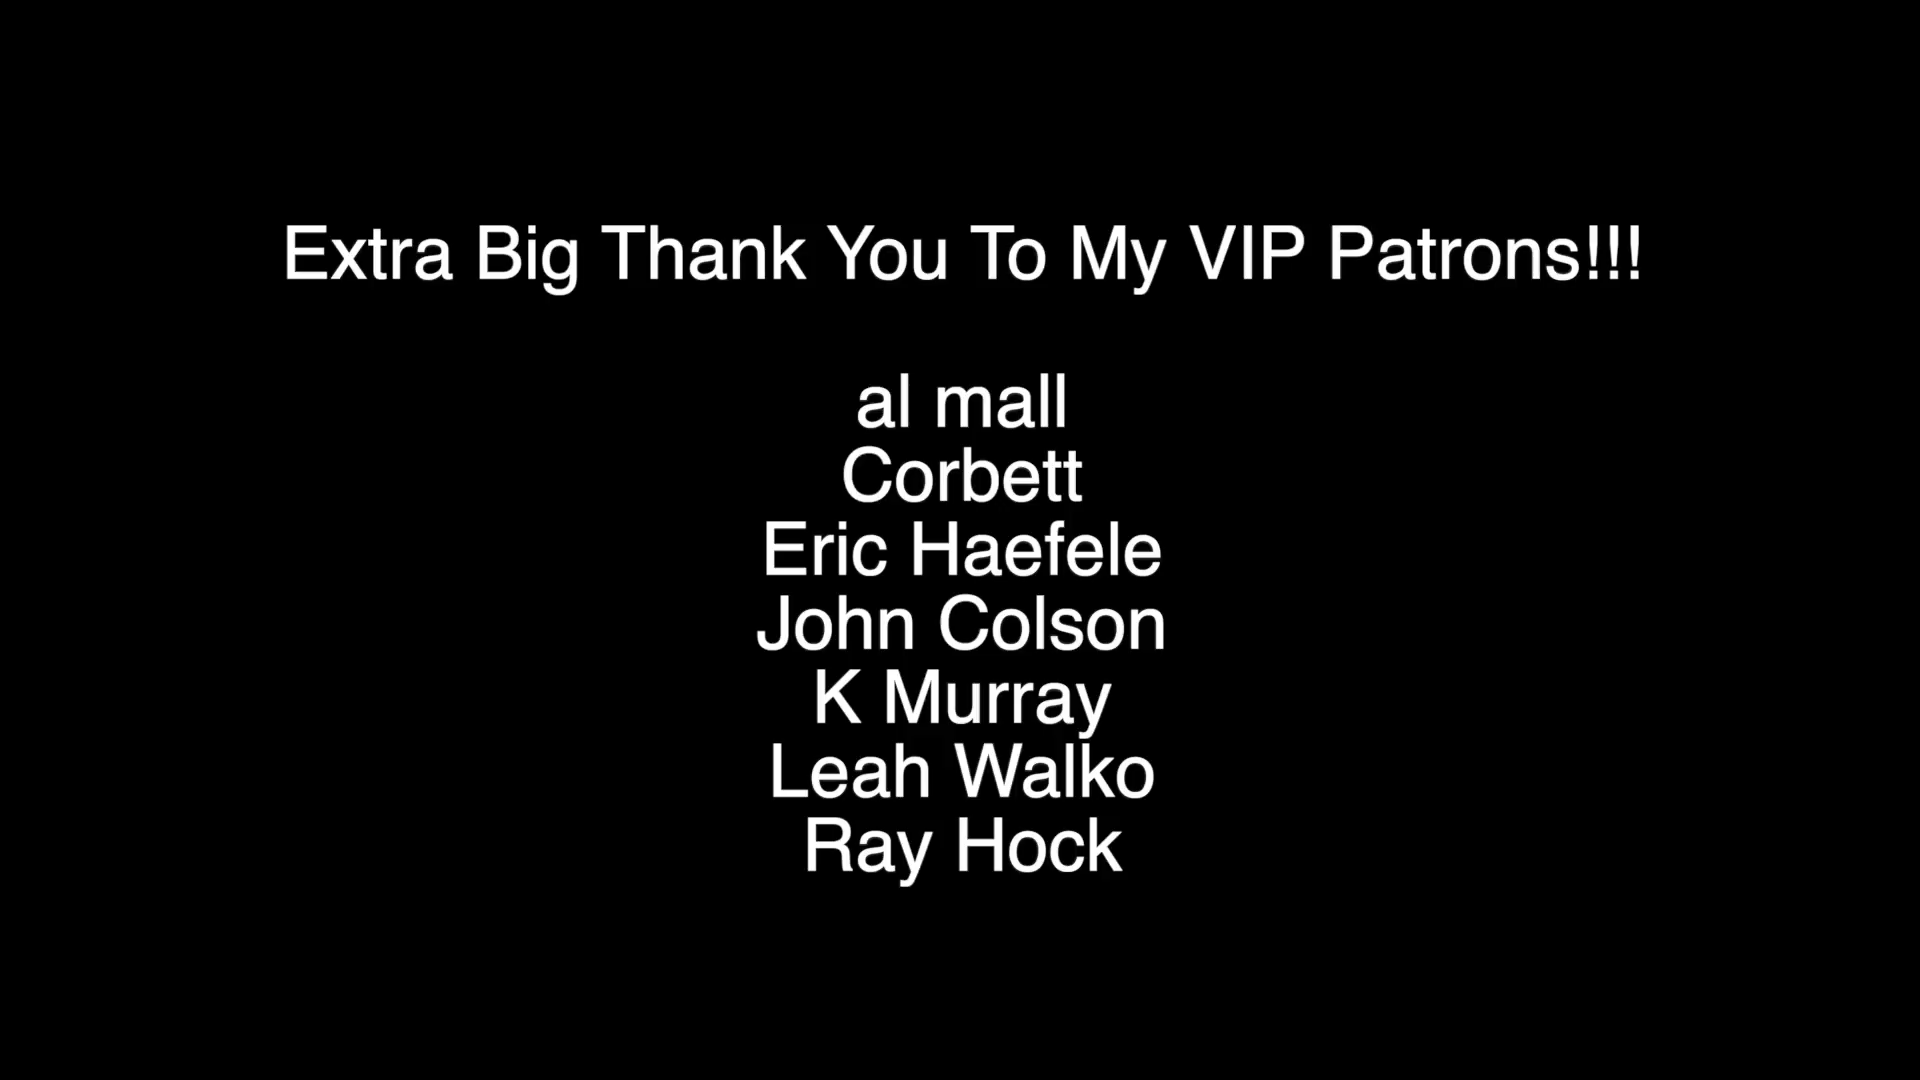 Extra Big Thank You To My VIP Patrons!!!
al mall
Corbett
Eric Haefele
John Colson
K Murray
Leah Walko
Ray Hock